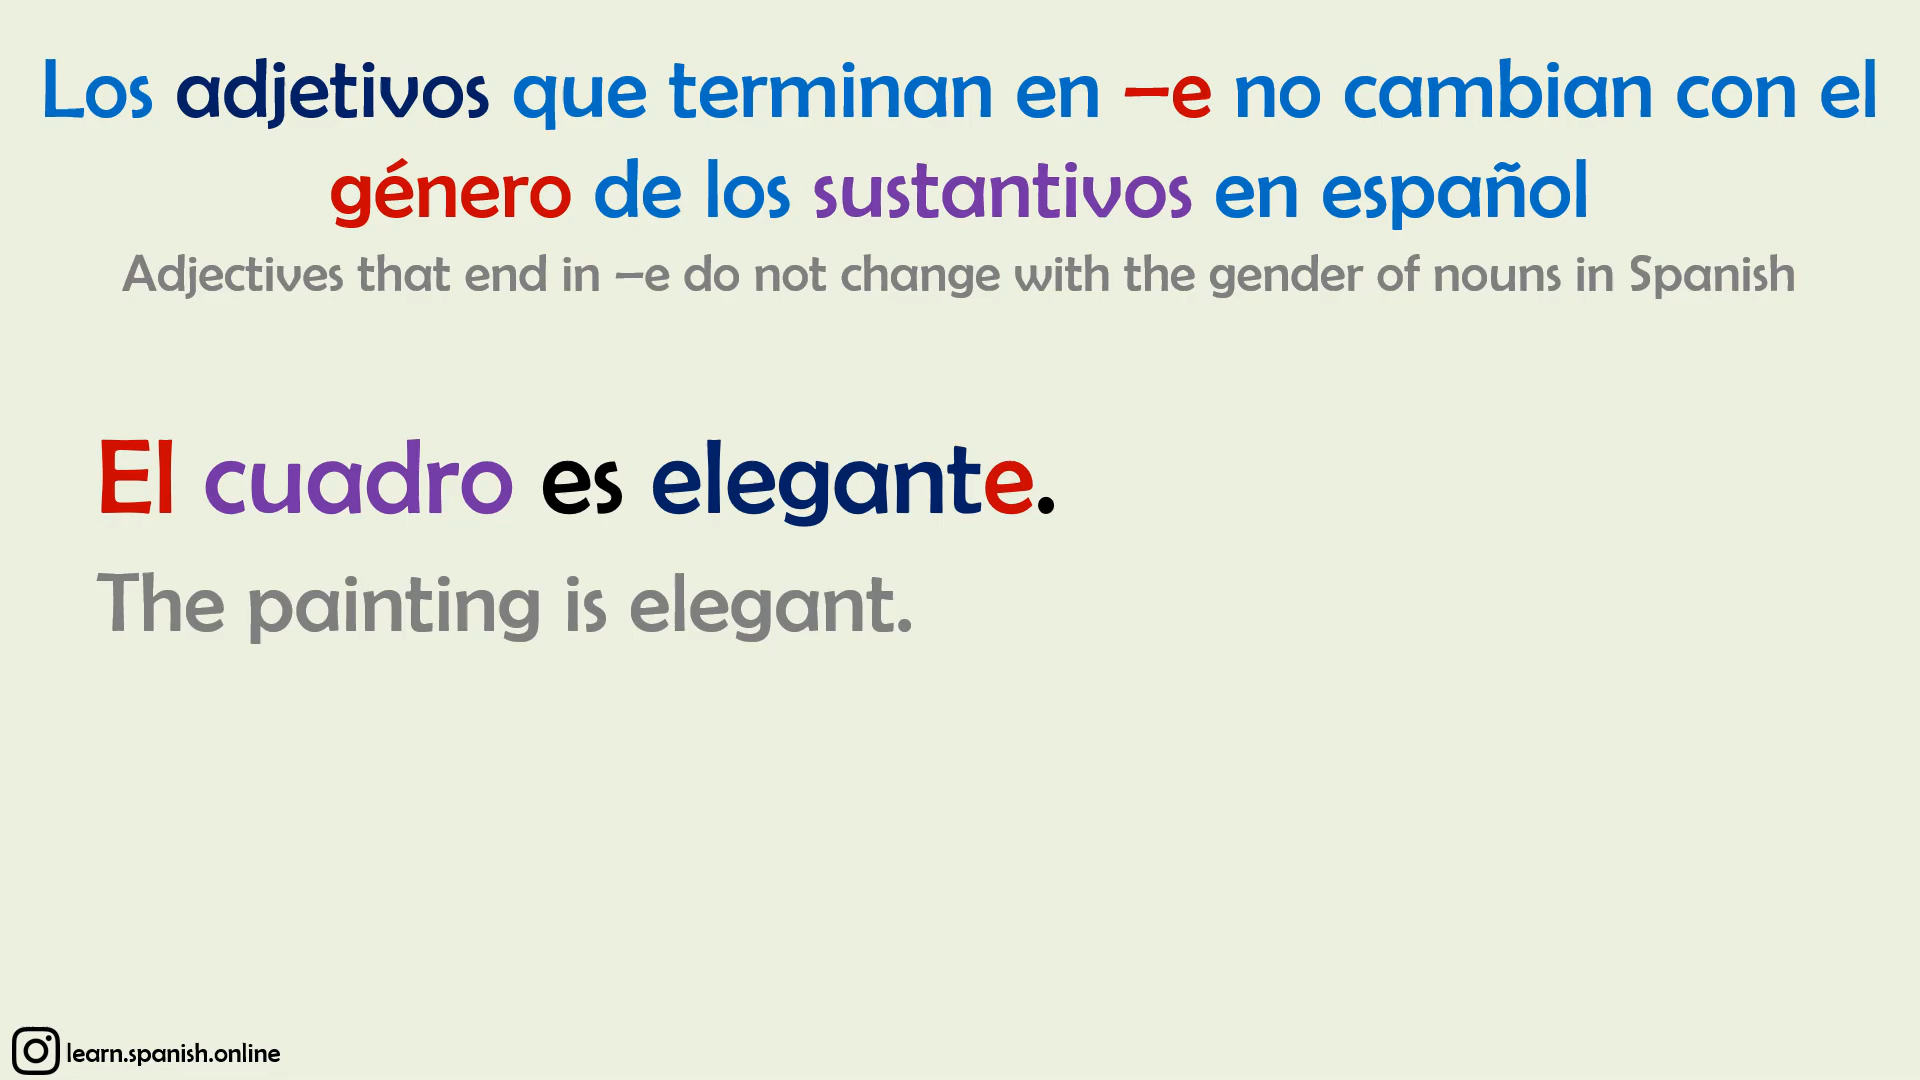 Los adjetivos que terminan en –e no cambian con el
género de los sustantivos en español
Adjectives that end in –e do not change with the gender of nouns in Spanish
El cuadro es elegante.
The painting is elegant.
learn.spanish.online